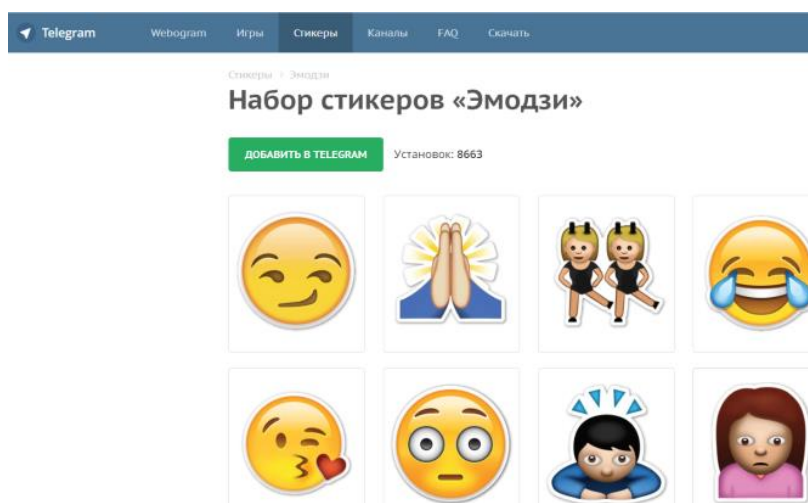 Telegram Webogram Игры Стикеры Каналы FAQ Скачать
Стикеры / Эмодзи
Набор стикеров «Эмодзи»
ДОБАВИТЬ В TELEGRAM Установок: 8663